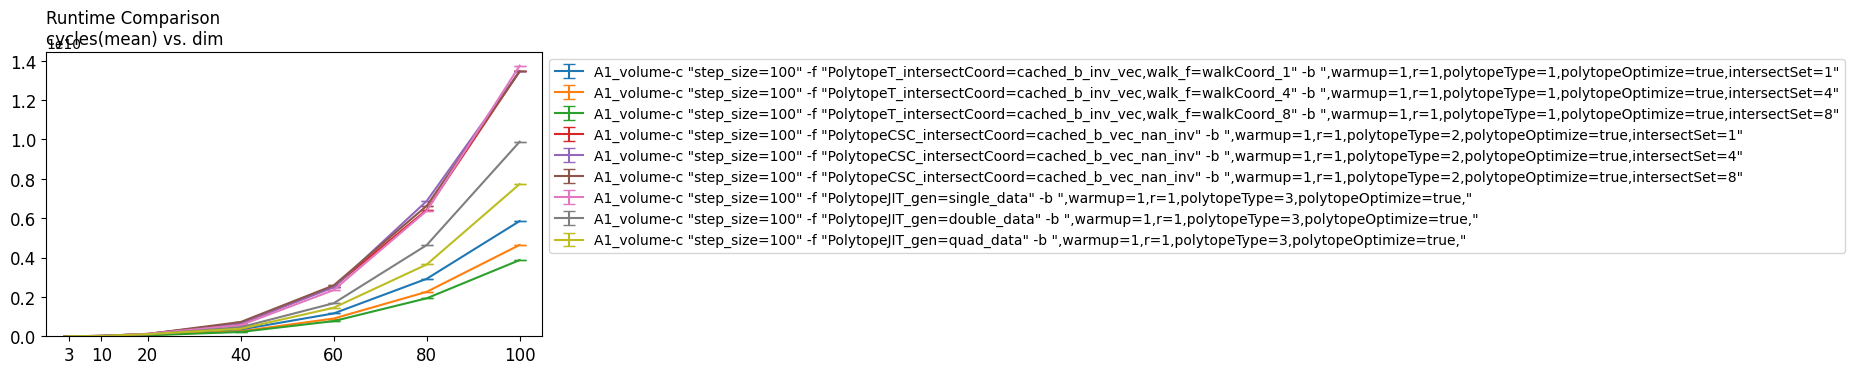 Runtime Comparison
cycles(mean) vs. dim
1e10
1.4
1.2
1.0
0.8
0.6
0.4
0.2
0.0
3 10 20 40 60 80 100
A1_volume-c "step_size=100" -f "PolytopeT_intersectCoord=cached_b_inv_vec,walk_f=walkCoord_1" -b ",warmup=1,r=1,polytopeType=1,polytopeOptimize=true,intersectSet=1"
A1_volume-c "step_size=100" -f "PolytopeT_intersectCoord=cached_b_inv_vec,walk_f=walkCoord_4" -b ",warmup=1,r=1,polytopeType=1,polytopeOptimize=true,intersectSet=4"
A1_volume-c "step_size=100" -f "PolytopeT_intersectCoord=cached_b_inv_vec,walk_f=walkCoord_8" -b ",warmup=1,r=1,polytopeType=1,polytopeOptimize=true,intersectSet=8"
A1_volume-c "step_size=100" -f "PolytopeCSC_intersectCoord=cached_b_vec_nan_inv" -b ",warmup=1,r=1,polytopeType=2,polytopeOptimize=true,intersectSet=1"
A1_volume-c "step_size=100" -f "PolytopeCSC_intersectCoord=cached_b_vec_nan_inv" -b ",warmup=1,r=1,polytopeType=2,polytopeOptimize=true,intersectSet=4"
A1_volume-c "step_size=100" -f "PolytopeCSC_intersectCoord=cached_b_vec_nan_inv" -b ",warmup=1,r=1,polytopeType=2,polytopeOptimize=true,intersectSet=8"
A1_volume-c "step_size=100" -f "PolytopeJIT_gen=single_data" -b ",warmup=1,r=1,polytopeType=3,polytopeOptimize=true,"
A1_volume-c "step_size=100" -f "PolytopeJIT_gen=double_data" -b ",warmup=1,r=1,polytopeType=3,polytopeOptimize=true,"
A1_volume-c "step_size=100" -f "PolytopeJIT_gen=quad_data" -b ",warmup=1,r=1,polytopeType=3,polytopeOptimize=true,"